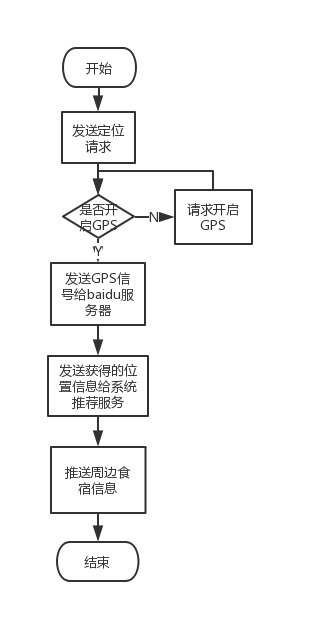 开始
发送定位
请求
是否开
启GPS
N
请求开启
GPS
Y
发送GPS信
号给baidu服
务器
发送获得的位
置信息给系统
推荐服务
推送周边食
宿信息
结束